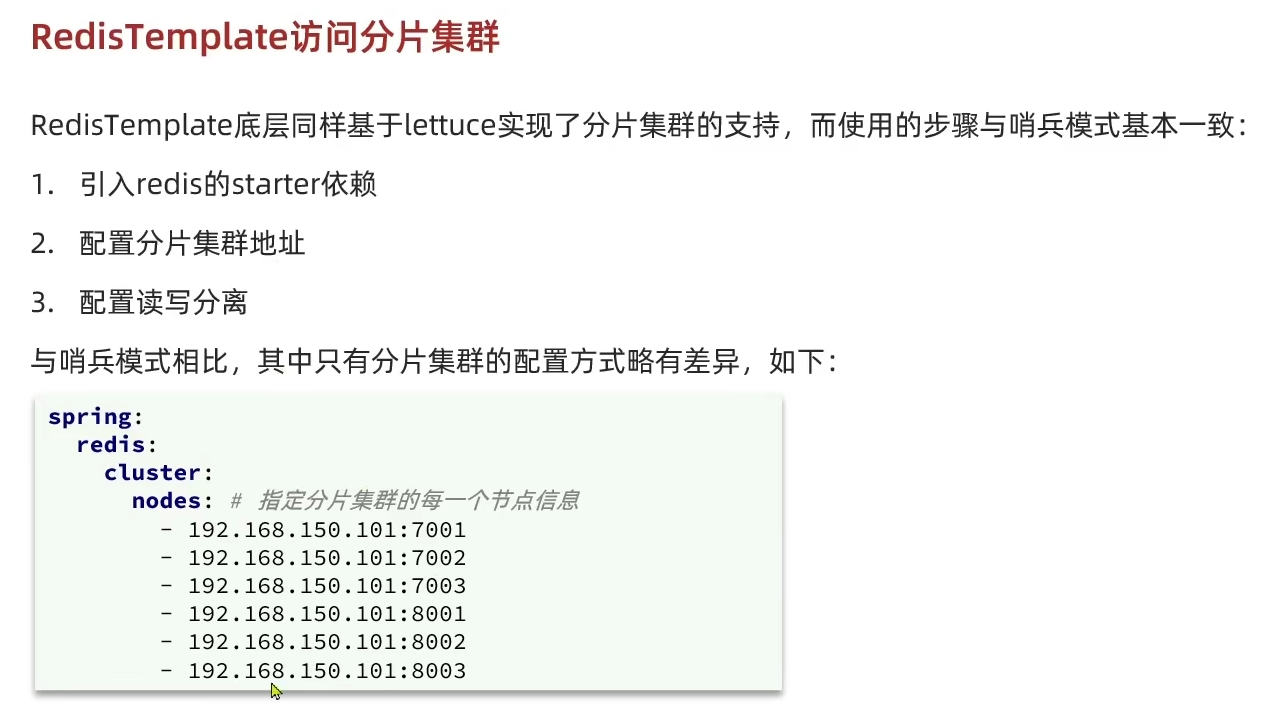 RedisTemplate访问分片集群
RedisTemplate底层同样基于lettuce实现了分片集群的支持，而使用的步骤与哨兵模式基本一致：
1. 引入redis的starter依赖
2. 配置分片集群地址
3. 配置读写分离
与哨兵模式相比，其中只有分片集群的配置方式略有差异，如下：
spring:
  redis:
    cluster:
      nodes: # 指定分片集群的每一个节点信息
        - 192.168.150.101:7001
        - 192.168.150.101:7002
        - 192.168.150.101:7003
        - 192.168.150.101:8001
        - 192.168.150.101:8002
        - 192.168.150.101:8003